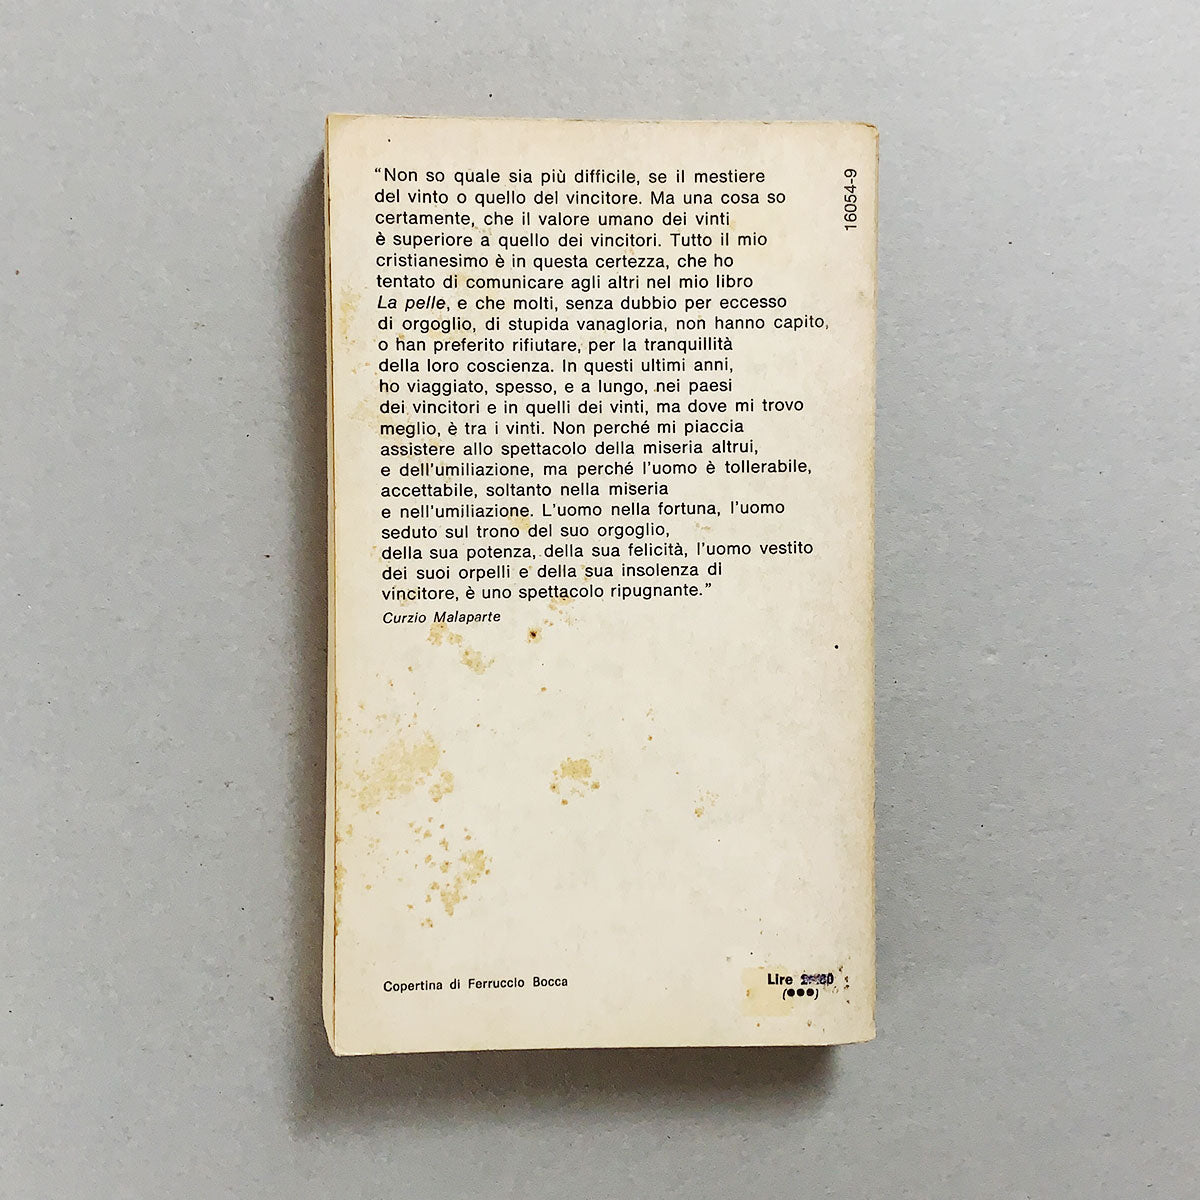 “Non so quale sia più difficile, se il mestiere
del vinto o quello del vincitore. Ma una cosa so
certamente, che il valore umano dei vinti
è superiore a quello dei vincitori. Tutto il mio
cristianesimo è in questa certezza, che ho
tentato di comunicare agli altri nel mio libro
La pelle, e che molti, senza dubbio per eccesso
di orgoglio, di stupida vanagloria, non hanno capito,
o han preferito rifiutare, per la tranquillità
della loro coscienza. In questi ultimi anni,
ho viaggiato, spesso, e a lungo, nei paesi
dei vincitori e in quelli dei vinti, ma dove mi trovo
meglio, è tra i vinti. Non perché mi piaccia
assistere allo spettacolo della miseria altrui,
e dell'umiliazione, ma perché l'uomo è tollerabile,
accettabile, soltanto nella miseria
e nell'umiliazione. L'uomo nella fortuna, l'uomo
seduto sul trono del suo orgoglio,
della sua potenza, della sua felicità, l'uomo vestito
dei suoi orpelli e della sua insolenza di
vincitore, è uno spettacolo ripugnante.”
Curzio Malaparte
16054-9
Copertina di Ferruccio Bocca
Lire
(●●●)